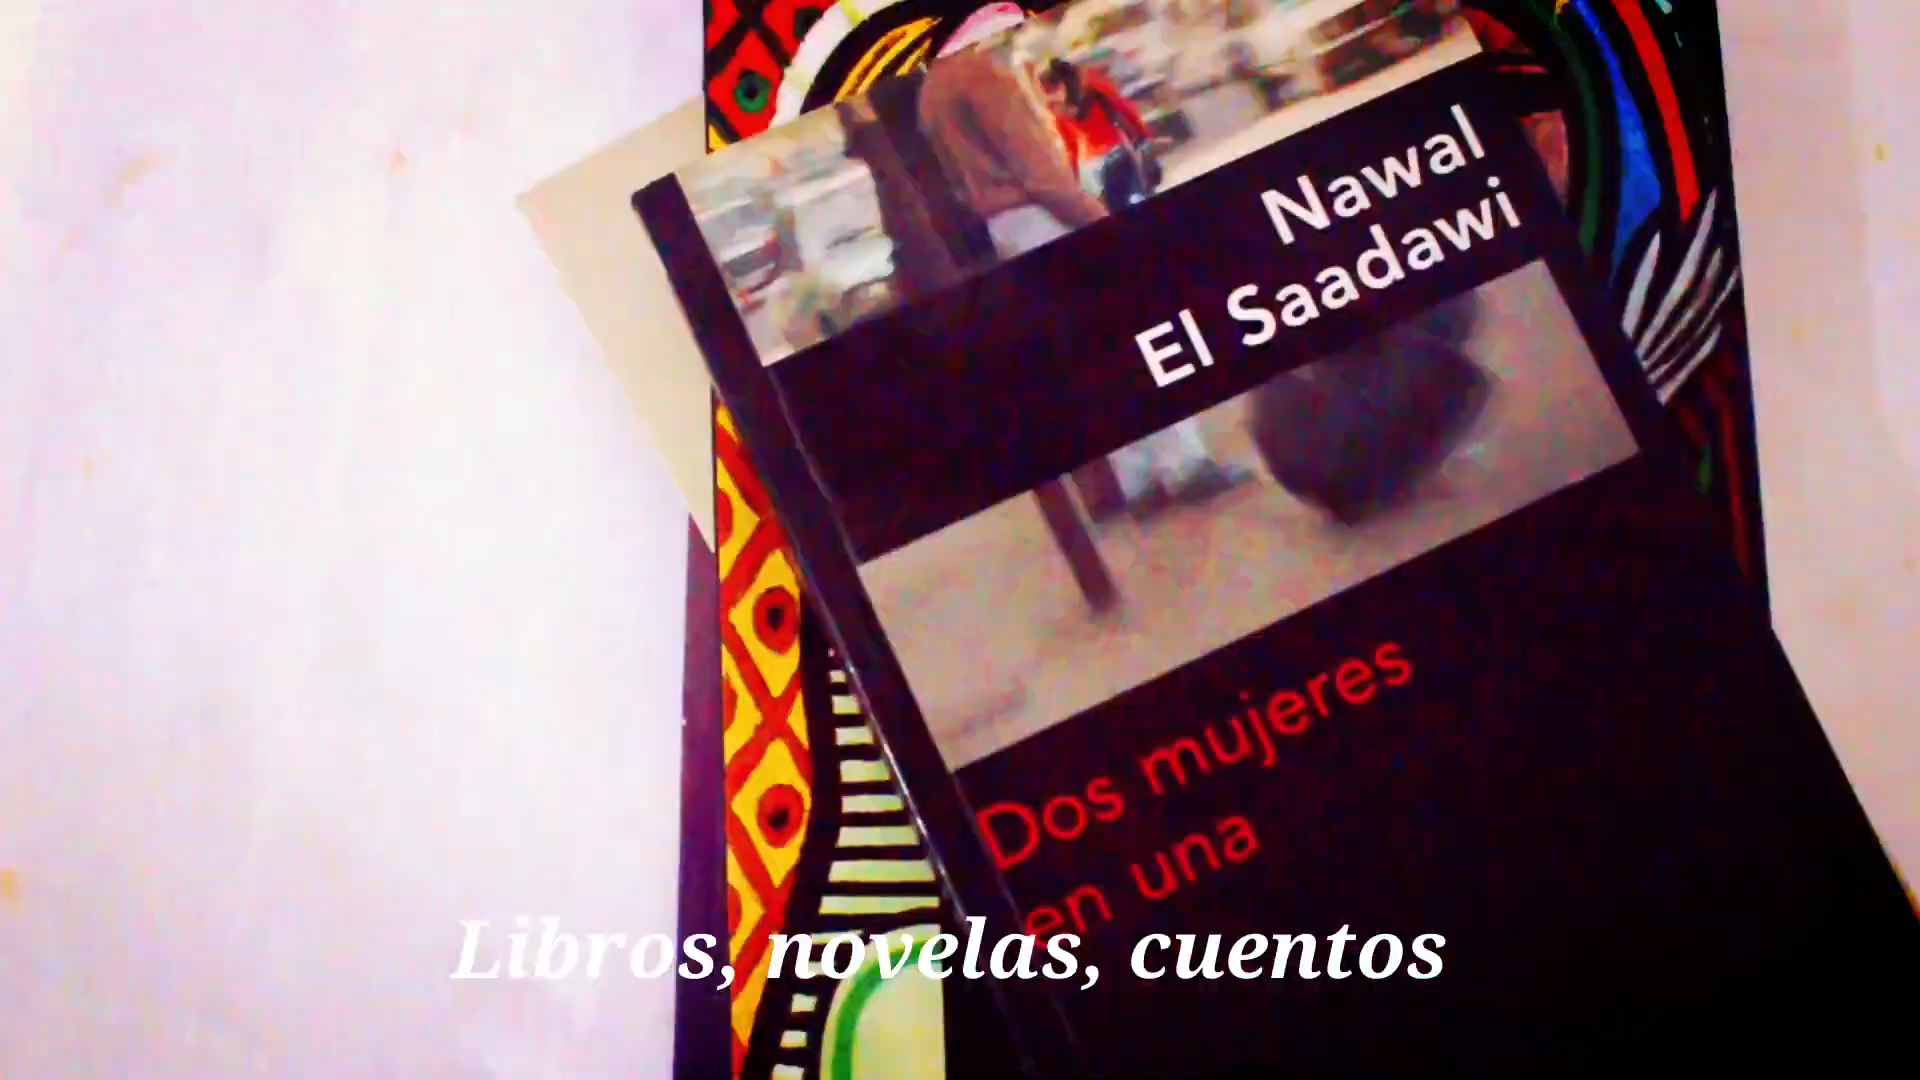 Nawal
El Saadawi
Dos mujeres
en una
Libros, novelas, cuentos